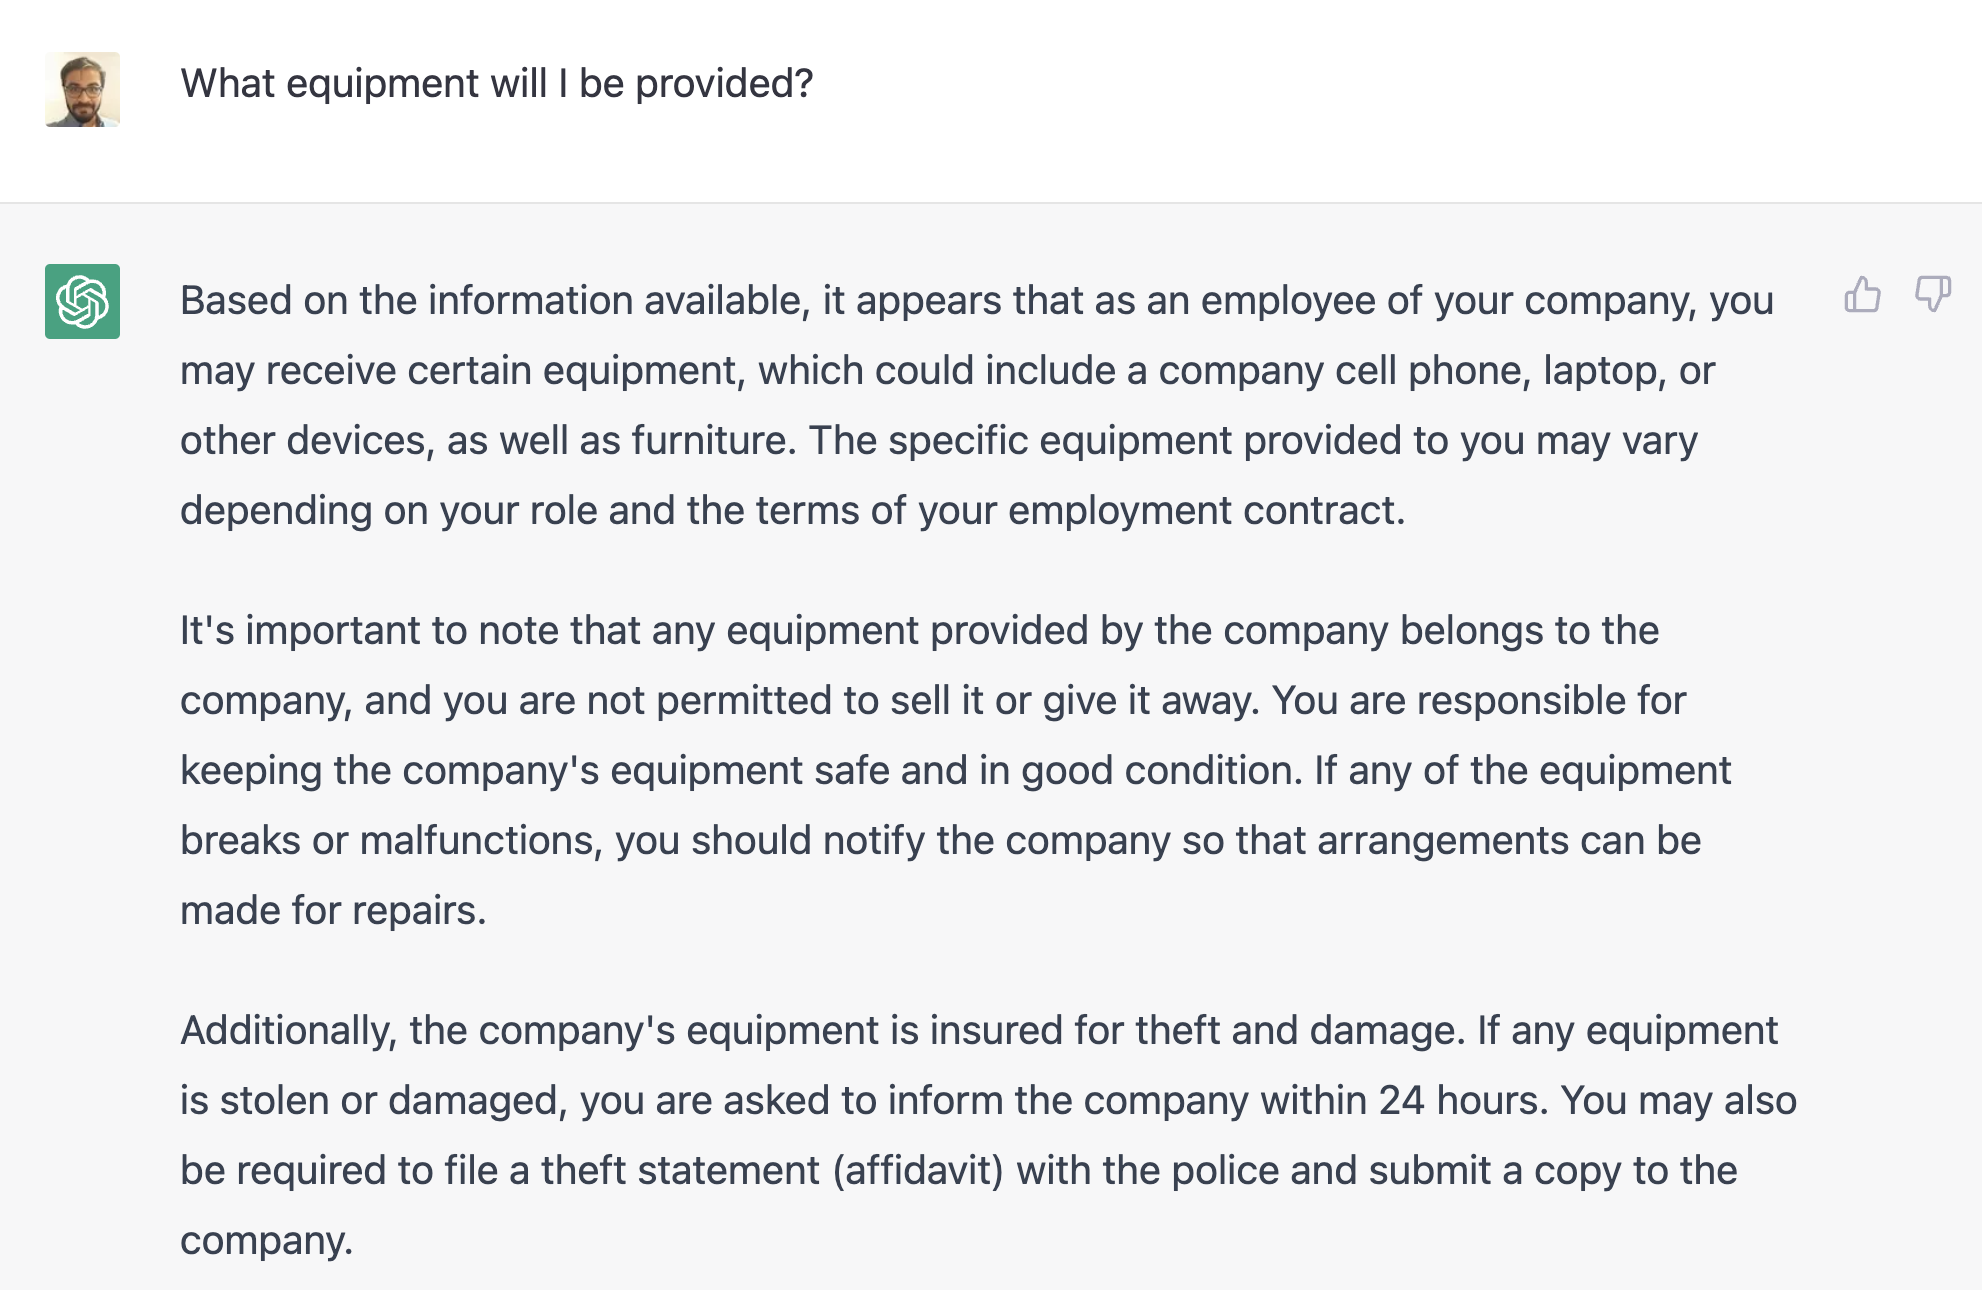 What equipment will I be provided?
Based on the information available, it appears that as an employee of your company, you
may receive certain equipment, which could include a company cell phone, laptop, or
other devices, as well as furniture. The specific equipment provided to you may vary
depending on your role and the terms of your employment contract.
It's important to note that any equipment provided by the company belongs to the
company, and you are not permitted to sell it or give it away. You are responsible for
keeping the company's equipment safe and in good condition. If any of the equipment
breaks or malfunctions, you should notify the company so that arrangements can be
made for repairs.
Additionally, the company's equipment is insured for theft and damage. If any equipment
is stolen or damaged, you are asked to inform the company within 24 hours. You may also
be required to file a theft statement (affidavit) with the police and submit a copy to the
company.